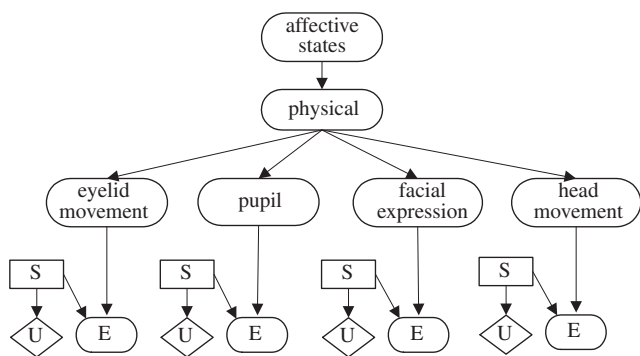 affective
states
physical
eyelid
movement
pupil
facial
expression
head
movement
S
S
S
S
U
E
U
E
U
E
U
E